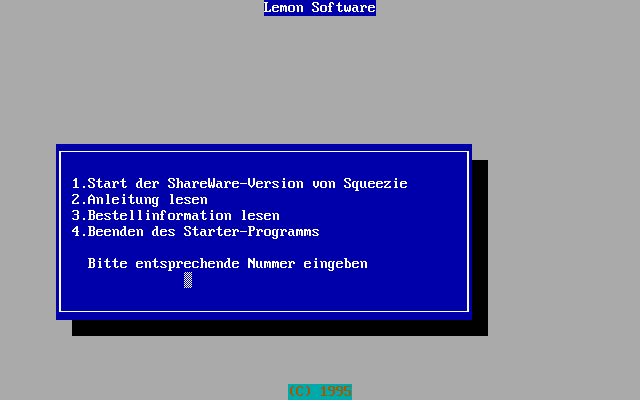 Lemon Software
1.Start der ShareWare-Version von Squeezie
2.Anleitung lesen
3.Bestellinformation lesen
4.Beenden des Starter-Programms
Bitte entsprechende Nummer eingeben
(C) 1995